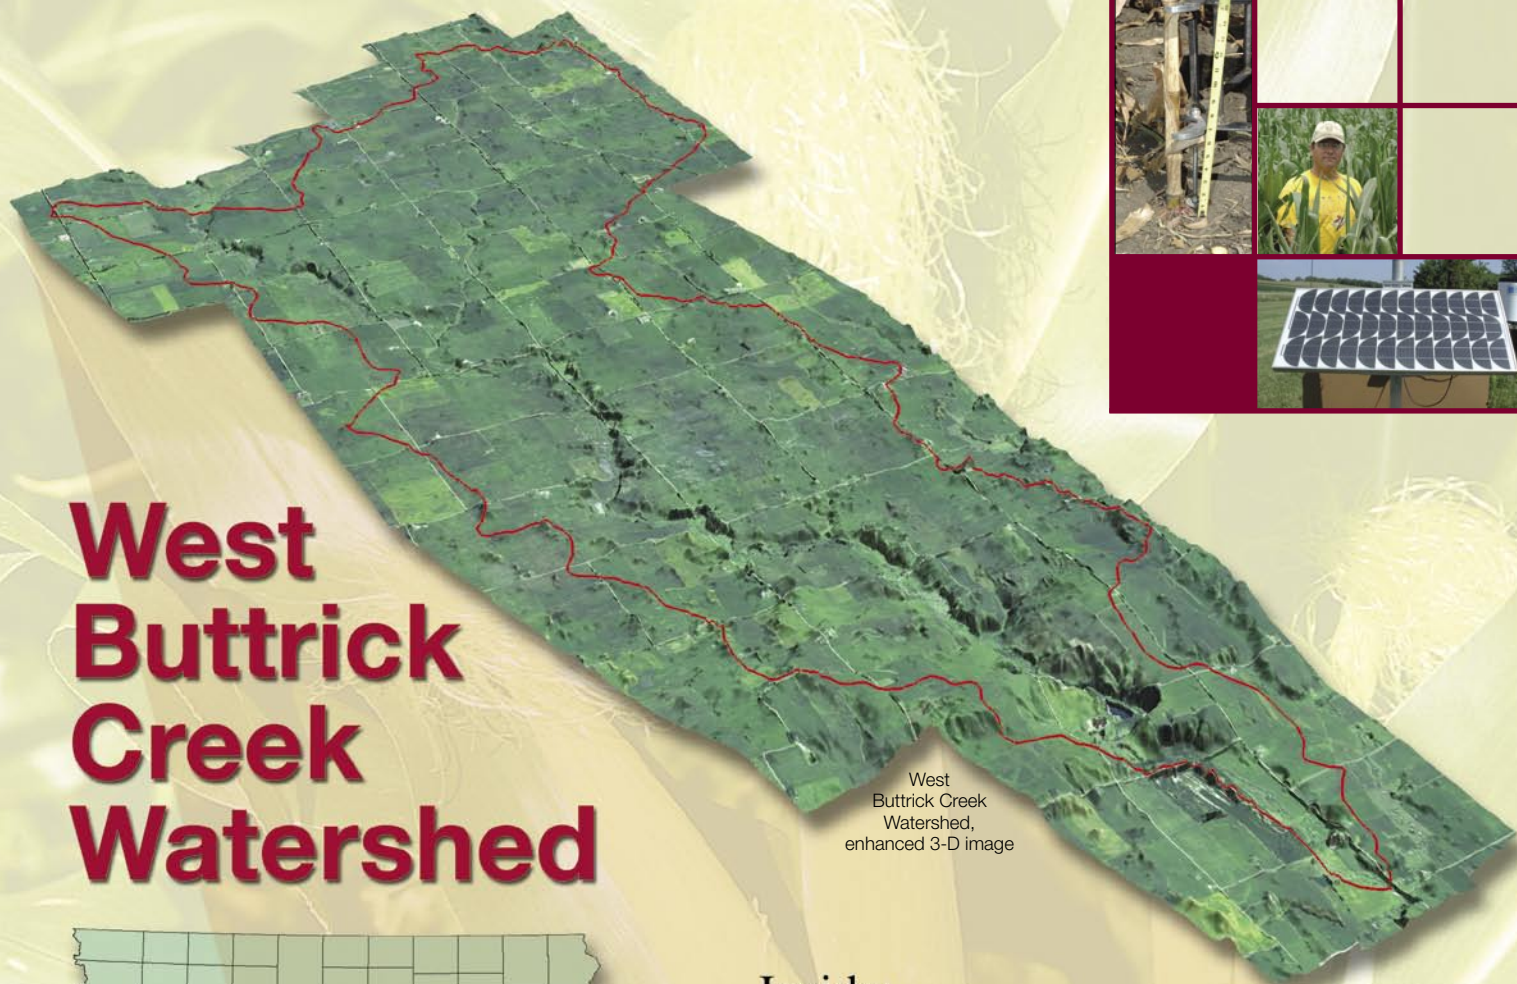 West
Buttrick
Creek
Watershed
West
Buttrick Creek
Watershed,
enhanced 3-D image